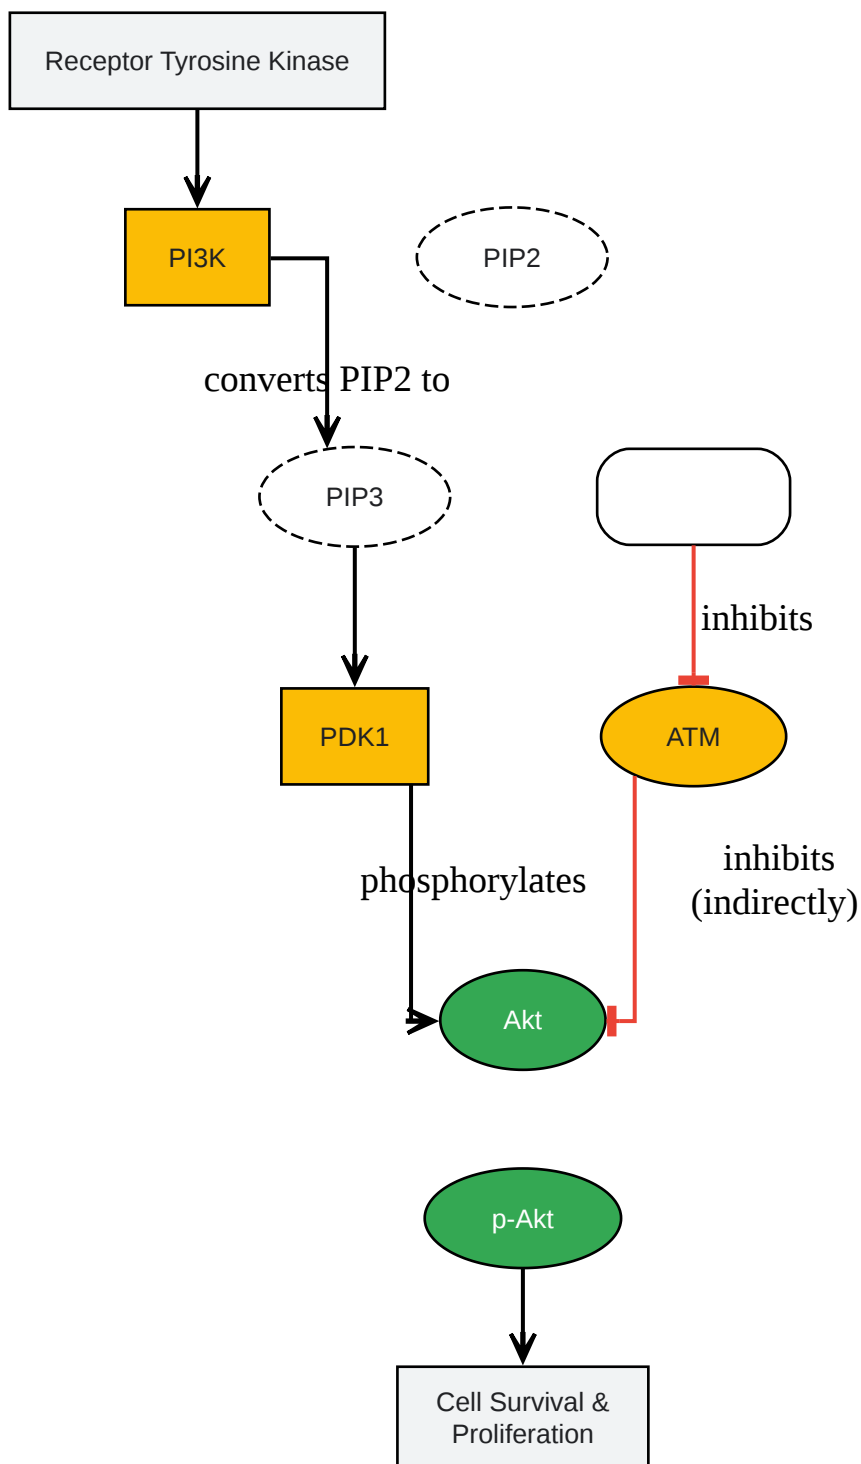 Receptor Tyrosine Kinase
PI3K
PIP2
converts PIP2 to
PIP3
inhibits
PDK1
ATM
phosphorylates
inhibits
(indirectly)
Akt
p-Akt
Cell Survival &
Proliferation